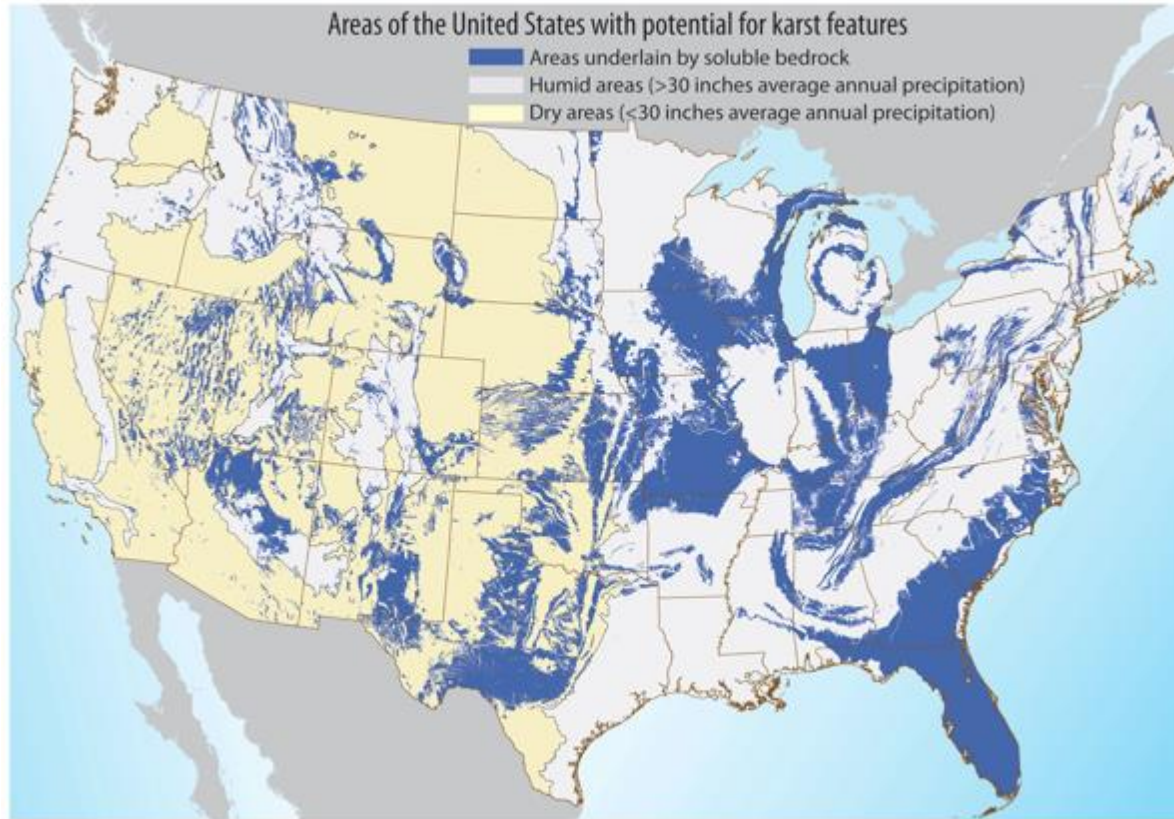 Areas of the United States with potential for karst features
Areas underlain by soluble bedrock
Humid areas (>30 inches average annual precipitation)
Dry areas (<30 inches average annual precipitation)